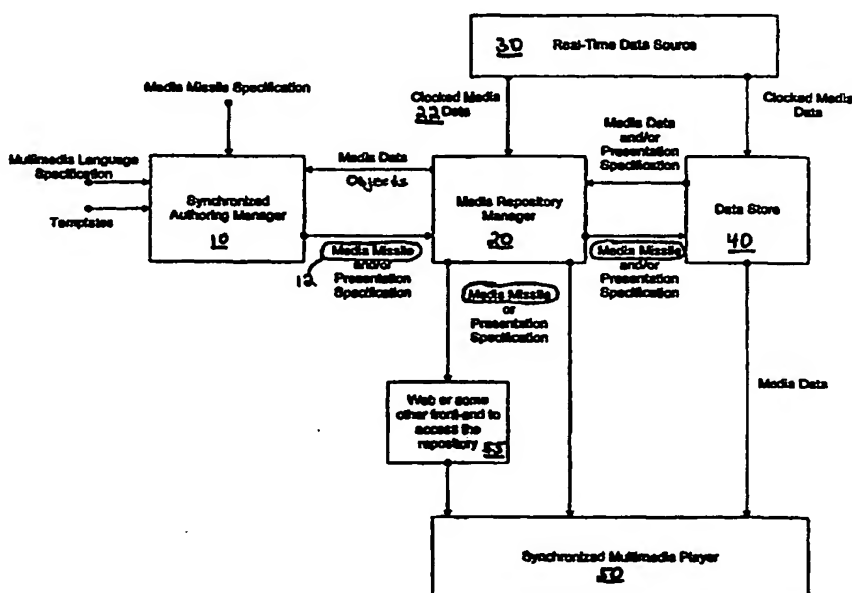 30 Real-Time Data Source
Media Missile Specification
Clocked Media
22 Data
Clocked Media
Data
Media Data
and/or
Presentation
Specification
Multimedia Language
Specification
Templates
Synchronized
Authoring Manager
10
Media Data
Objects
Media Repository
Manager
20
Data Store
40
12 Media Missile
and/or
Presentation
Specification
Media Missile
and/or
Presentation
Specification
Media Missile
or
Presentation
Specification
Media Data
Web or some
other front-end to
access the
repository 55
Synchronized Multimedia Player
50